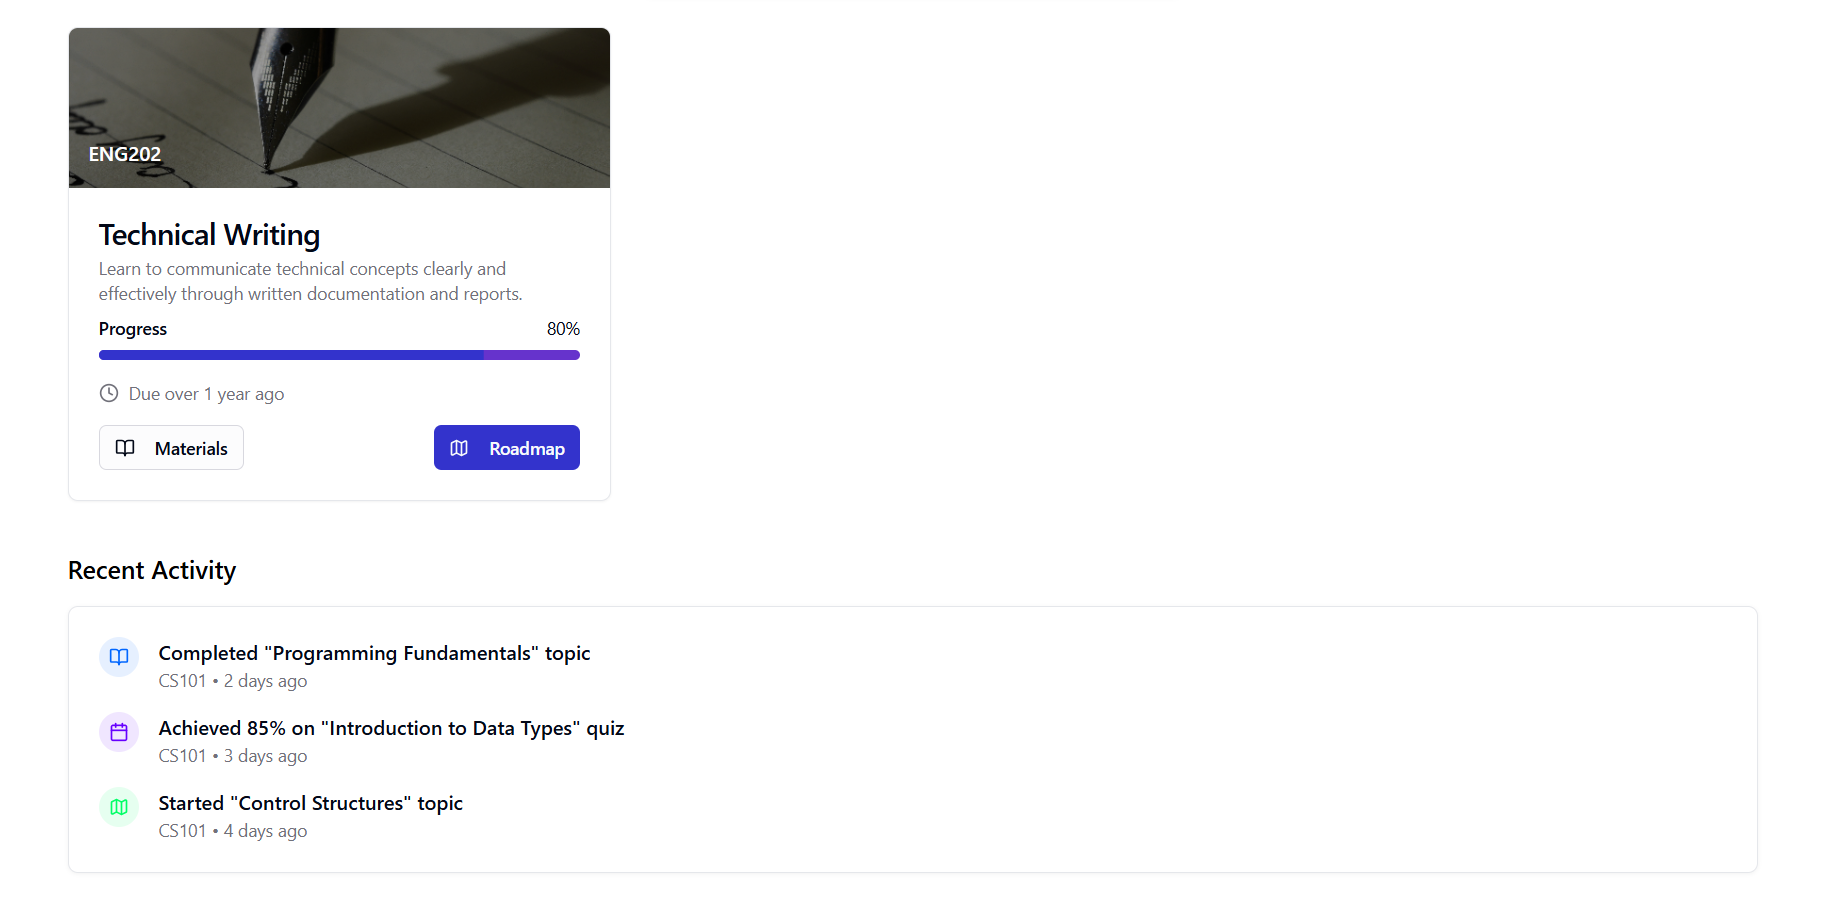 ENG202
Technical Writing
Learn to communicate technical concepts clearly and
effectively through written documentation and reports.
Progress 80%
Due over 1 year ago
Materials Roadmap
Recent Activity
Completed "Programming Fundamentals" topic
CS101 • 2 days ago
Achieved 85% on "Introduction to Data Types" quiz
CS101 • 3 days ago
Started "Control Structures" topic
CS101 • 4 days ago